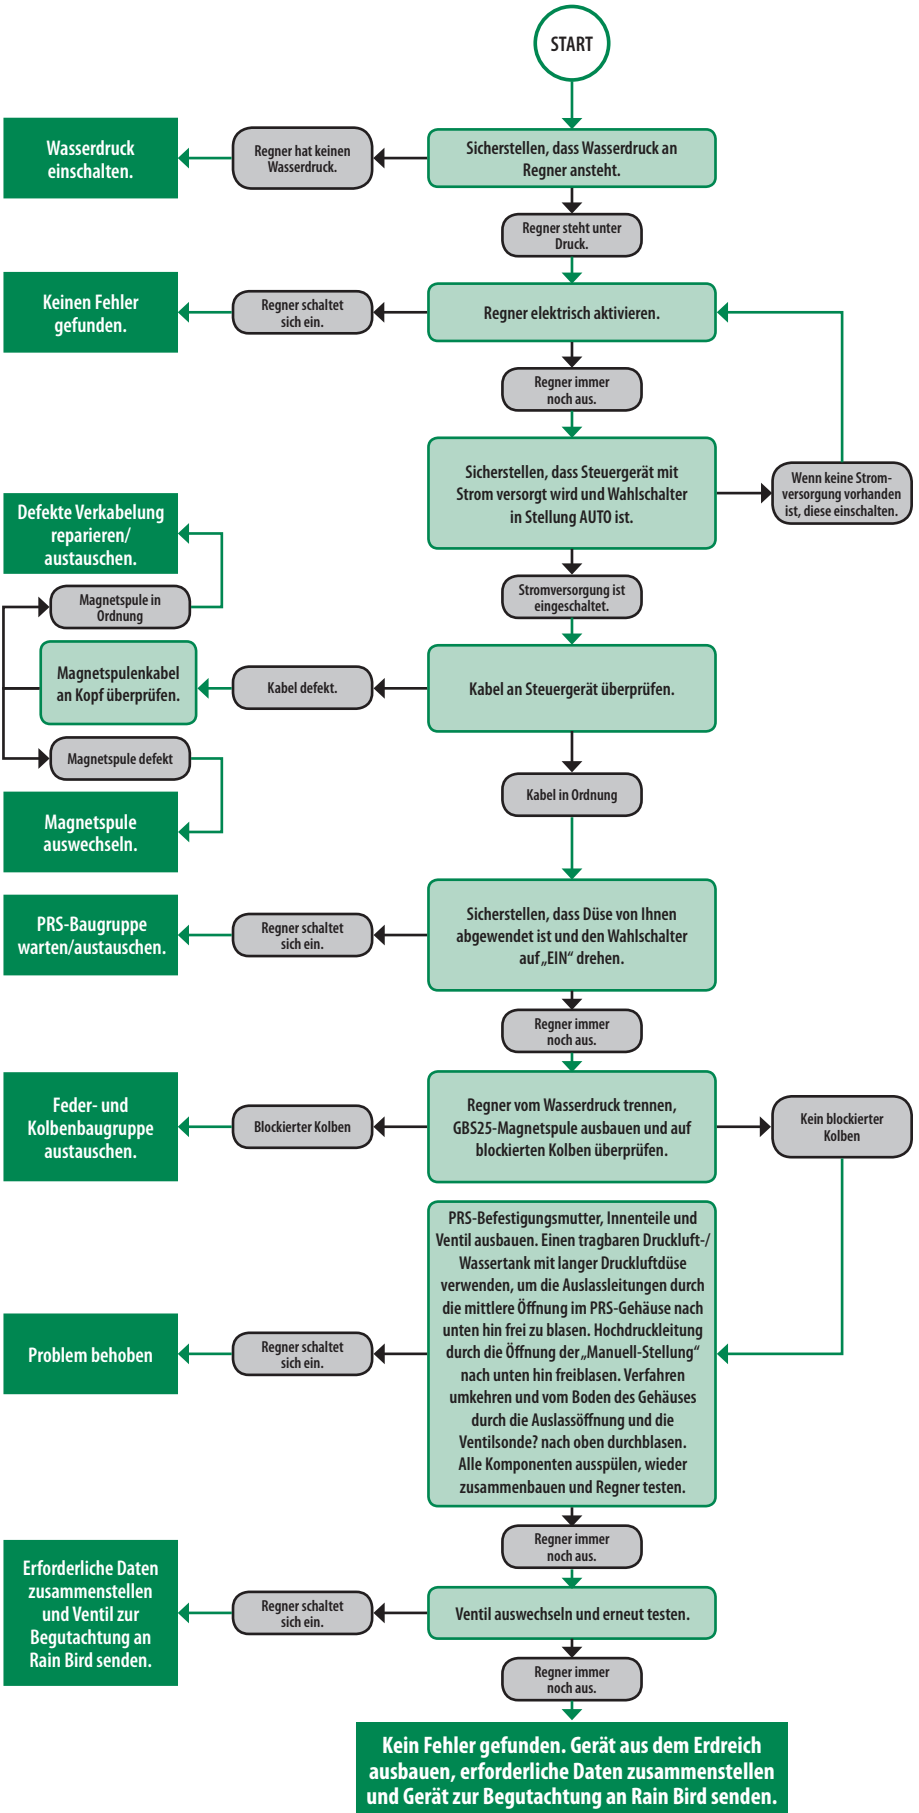 START
Sicherstellen, dass Wasserdruck an
Regner ansteht.
Regner hat keinen
Wasserdruck.
Wasserdruck
einschalten.
Regner steht unter
Druck.
Regner elektrisch aktivieren.
Regner schaltet
sich ein.
Keinen Fehler
gefunden.
Regner immer
noch aus.
Sicherstellen, dass Steuergerät mit
Strom versorgt wird und Wahlschalter
in Stellung AUTO ist.
Wenn keine Strom-
versorgung vorhanden
ist, diese einschalten.
Stromversorgung ist
eingeschaltet.
Kabel an Steuergerät überprüfen.
Kabel defekt.
Magnetspulenkabel
an Kopf überprüfen.
Magnetspule in
Ordnung
Defekte Verkabelung
reparieren/
austauschen.
Magnetspule defekt
Magnetspule
auswechseln.
Kabel in Ordnung
Sicherstellen, dass Düse von Ihnen
abgewendet ist und den Wahlschalter
auf „EIN“ drehen.
Regner schaltet
sich ein.
PRS-Baugruppe
warten/austauschen.
Regner immer
noch aus.
Regner vom Wasserdruck trennen,
GBS25-Magnetspule ausbauen und auf
blockierten Kolben überprüfen.
Blockierter Kolben
Feder- und
Kolbenbaugruppe
austauschen.
Kein blockierter
Kolben
PRS-Befestigungsmutter, Innenteile und
Ventil ausbauen. Einen tragbaren Druckluft-/
Wassertank mit langer Druckluftdüse
verwenden, um die Auslassleitungen durch
die mittlere Öffnung im PRS-Gehäuse nach
unten hin frei zu blasen. Hochdruckleitung
durch die Öffnung der „Manuell-Stellung“
nach unten hin freiblasen. Verfahren
umkehren und vom Boden des Gehäuses
durch die Auslassöffnung und die
Ventilsonde? nach oben durchblasen.
Alle Komponenten ausspülen, wieder
zusammenbauen und Regner testen.
Regner schaltet
sich ein.
Problem behoben
Regner immer
noch aus.
Ventil auswechseln und erneut testen.
Regner schaltet
sich ein.
Erforderliche Daten
zusammenstellen
und Ventil zur
Begutachtung an
Rain Bird senden.
Regner immer
noch aus.
Kein Fehler gefunden. Gerät aus dem Erdreich
ausbauen, erforderliche Daten zusammenstellen
und Gerät zur Begutachtung an Rain Bird senden.